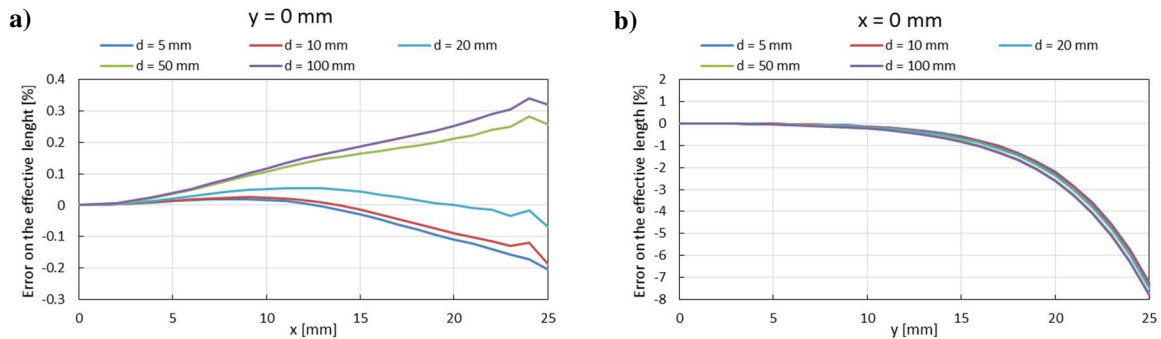 a)
y = 0 mm
d = 5 mm d = 10 mm d = 20 mm
d = 50 mm d = 100 mm
Error on the effective lenght [%]
0.4
0.3
0.2
0.1
0
-0.1
-0.2
-0.3
0 5 10 15 20 25
x [mm]
b)
x = 0 mm
d = 5 mm d = 10 mm d = 20 mm
d = 50 mm d = 100 mm
Error on the effective length [%]
2
1
0
-1
-2
-3
-4
-5
-6
-7
-8
0 5 10 15 20 25
y [mm]